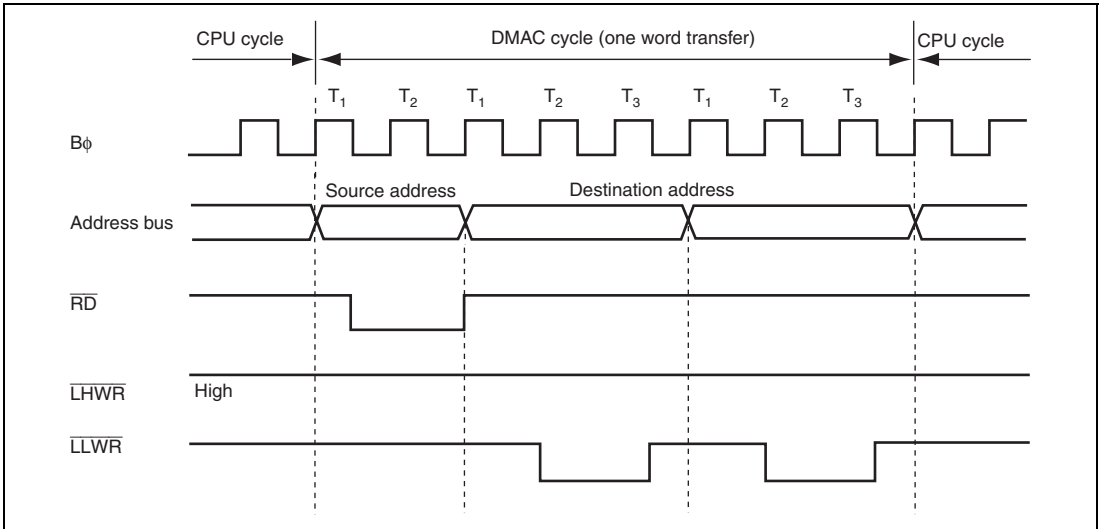 CPU cycle DMAC cycle (one word transfer) CPU cycle
T1 T2 T1 T2 T3 T1 T2 T3
Bϕ
Source address Destination address
Address bus
RD
LHWR High
LLWR